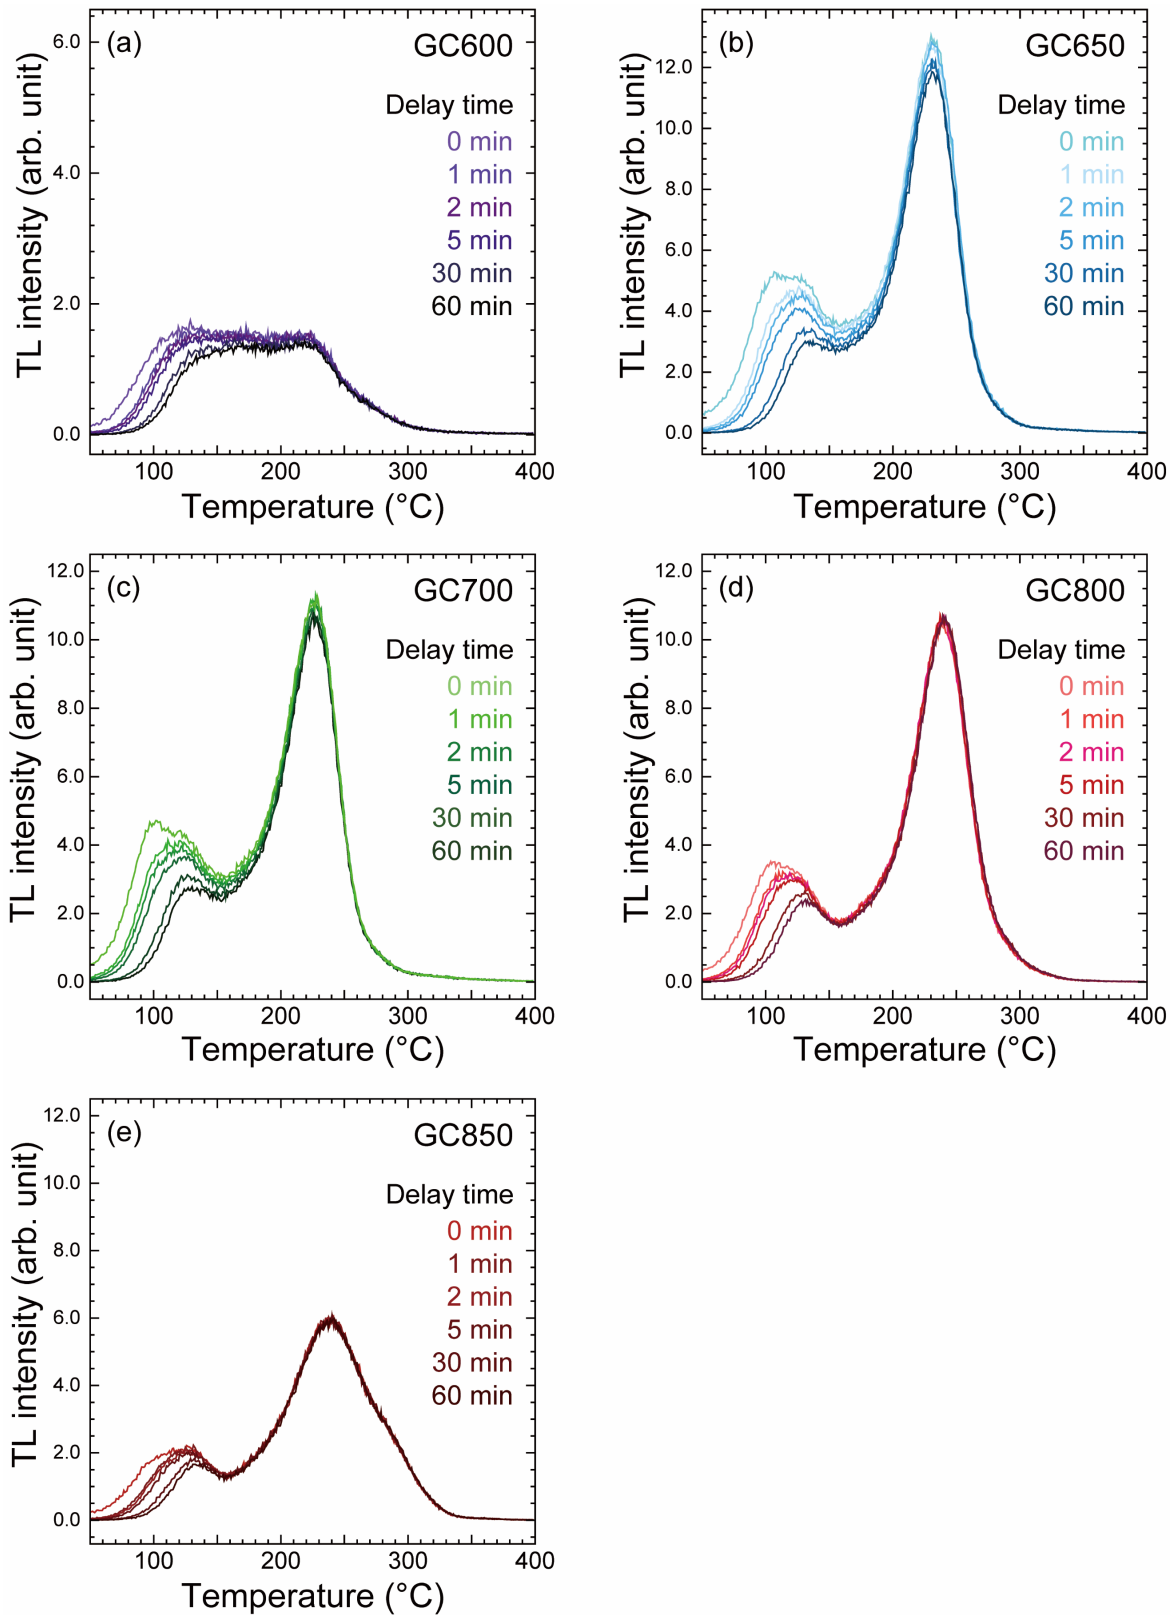 (a)
GC600
TL intensity (arb. unit)
6.0
4.0
2.0
0.0
Delay time
0 min
1 min
2 min
5 min
30 min
60 min
100
200
300
400
Temperature (°C)
(b)
GC650
TL intensity (arb. unit)
12.0
10.0
8.0
6.0
4.0
2.0
0.0
Delay time
0 min
1 min
2 min
5 min
30 min
60 min
100
200
300
400
Temperature (°C)
(c)
GC700
TL intensity (arb. unit)
12.0
10.0
8.0
6.0
4.0
2.0
0.0
Delay time
0 min
1 min
2 min
5 min
30 min
60 min
100
200
300
400
Temperature (°C)
(d)
GC800
TL intensity (arb. unit)
12.0
10.0
8.0
6.0
4.0
2.0
0.0
Delay time
0 min
1 min
2 min
5 min
30 min
60 min
100
200
300
400
Temperature (°C)
(e)
GC850
TL intensity (arb. unit)
12.0
10.0
8.0
6.0
4.0
2.0
0.0
Delay time
0 min
1 min
2 min
5 min
30 min
60 min
100
200
300
400
Temperature (°C)